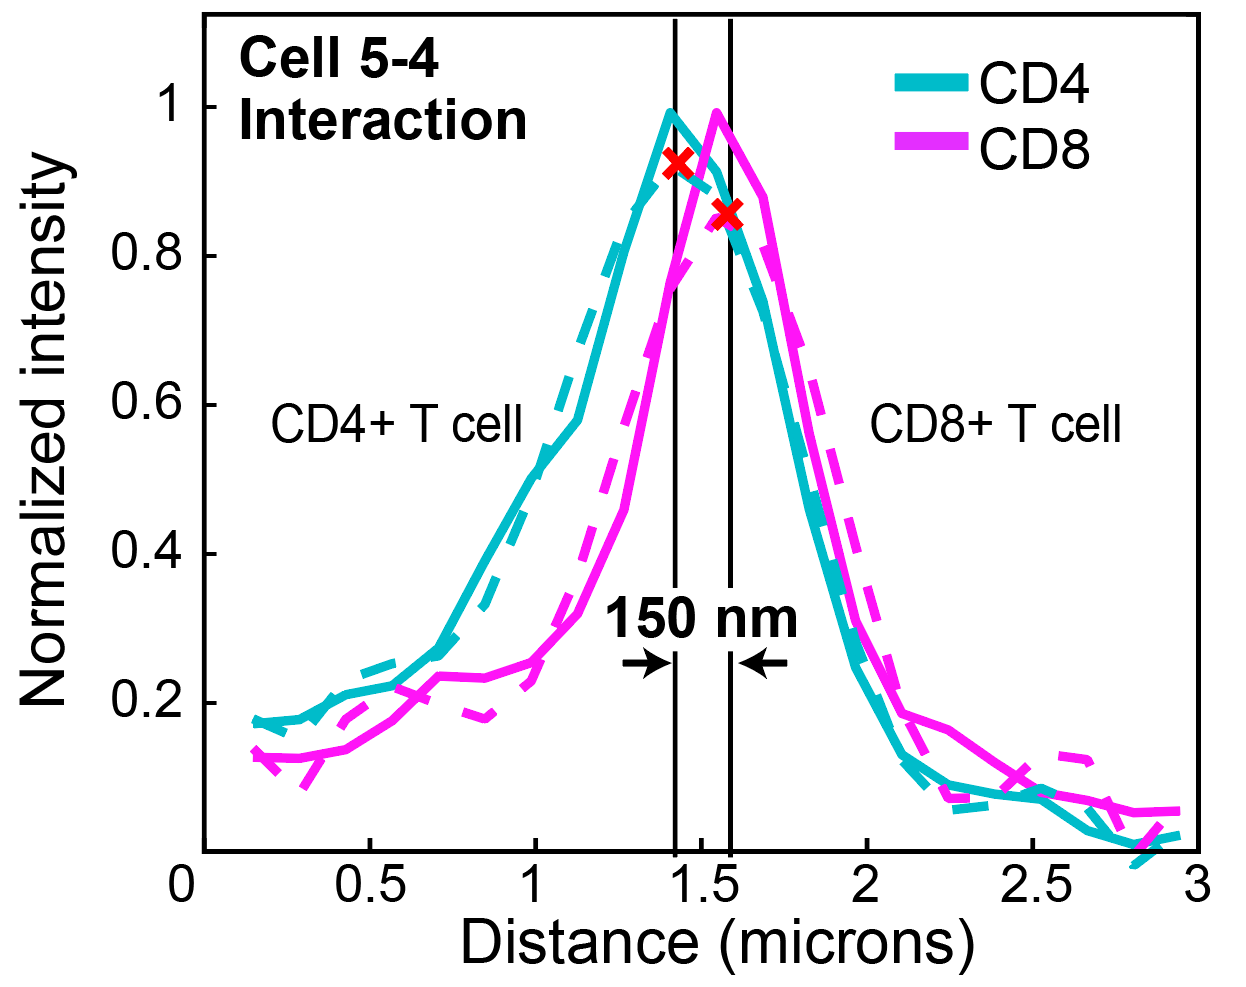 Cell 5-4
Interaction
CD4
CD8
1
0.8
0.6
0.4
0.2
Normalized intensity
CD4+ T cell
CD8+ T cell
150 nm
0 0.5 1 1.5 2 2.5 3
Distance (microns)